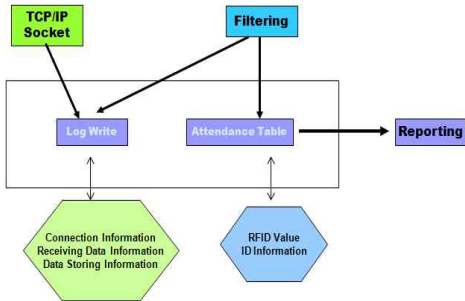 TCP/IP
Socket
Filtering
Log Write
Attendance Table
Reporting
Connection Information
Receiving Data Information
Data Storing Information
RFID Value
ID Information